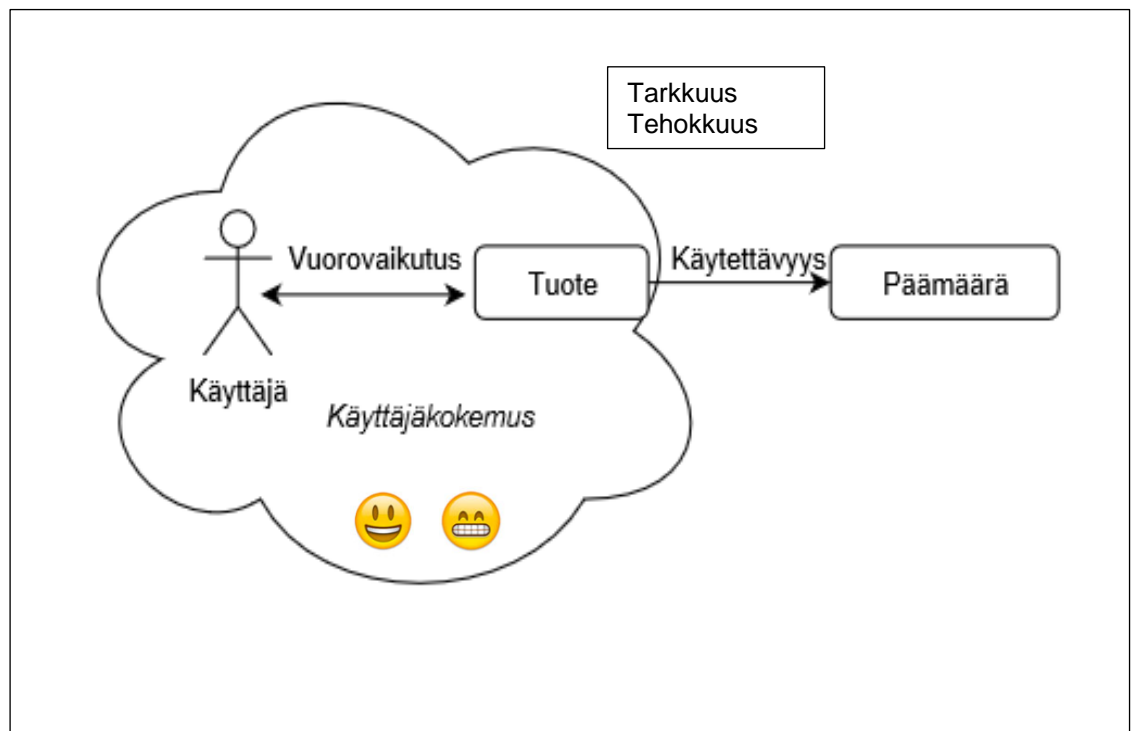 Tarkkuus
Tehokkuus
Vuorovaikutus
Tuote
Käytettävyys
Päämäärä
Käyttäjä
Käyttäjäkokemus